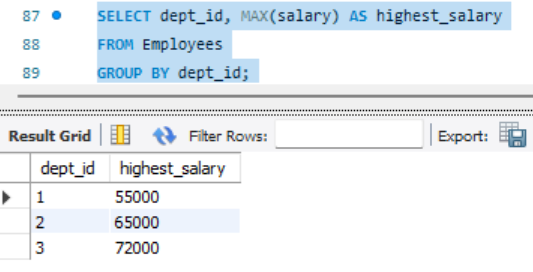 87 SELECT dept_id, MAX(salary) AS highest_salary
88 FROM Employees
89 GROUP BY dept_id;
Result Grid Filter Rows: Export:
dept_id highest_salary
1 55000
2 65000
3 72000